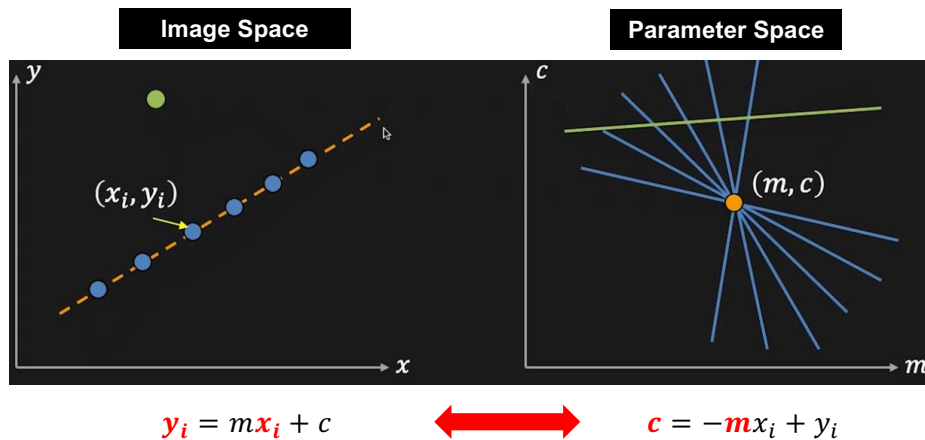 Image Space
Parameter Space
y
c
(xᵢ, yᵢ)
(m, c)
x
m
yᵢ = mxᵢ + c
c = −mxᵢ + yᵢ